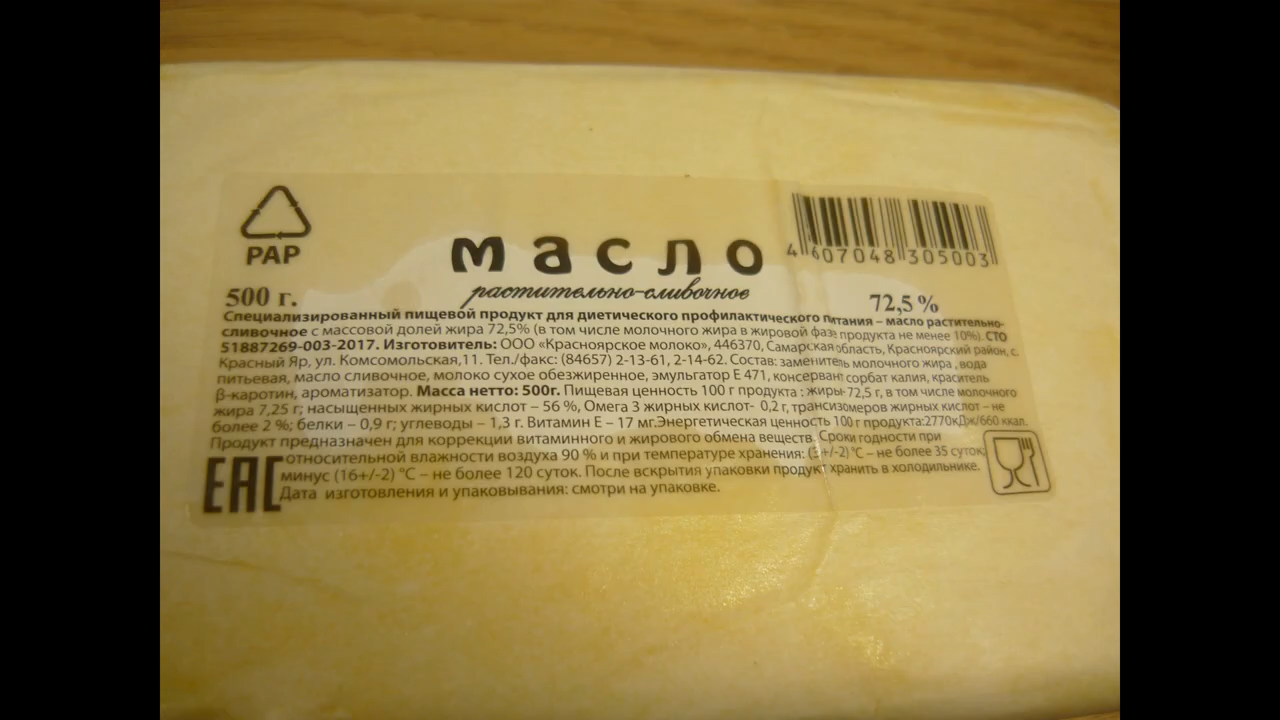 PAP
масло
растительно-сливочное
4 607048 305003
500 г.
72,5 %
Специализированный пищевой продукт для диетического профилактического питания – масло растительно-
сливочное с массовой долей жира 72,5% (в том числе молочного жира в жировой фазе продукта не менее 10%). СТО
51887269-003-2017. Изготовитель: ООО «Красноярское молоко», 446370, Самарская область, Красноярский район, с.
Красный Яр, ул. Комсомольская,11. Тел./факс: (84657) 2-13-61, 2-14-62. Состав: заменитель молочного жира , вода
питьевая, масло сливочное, молоко сухое обезжиренное, эмульгатор Е 471, консервант сорбат калия, краситель
β-каротин, ароматизатор. Масса нетто: 500г. Пищевая ценность 100 г продукта : жиры-72,5 г, в том числе молочного
жира 7,25 г; насыщенных жирных кислот – 56 %, Омега 3 жирных кислот- 0,2 г, трансизомеров жирных кислот – не
более 2 %; белки – 0,9 г; углеводы – 1,3 г. Витамин Е – 17 мг.Энергетическая ценность 100 г продукта:2770кДж/660 ккал.
Продукт предназначен для коррекции витаминного и жирового обмена веществ. Сроки годности при
относительной влажности воздуха 90 % и при температуре хранения: (3+/-2) °С – не более 35 суток;
минус (16+/-2) °С – не более 120 суток. После вскрытия упаковки продукт хранить в холодильнике.
Дата изготовления и упаковывания: смотри на упаковке.
ЕАС